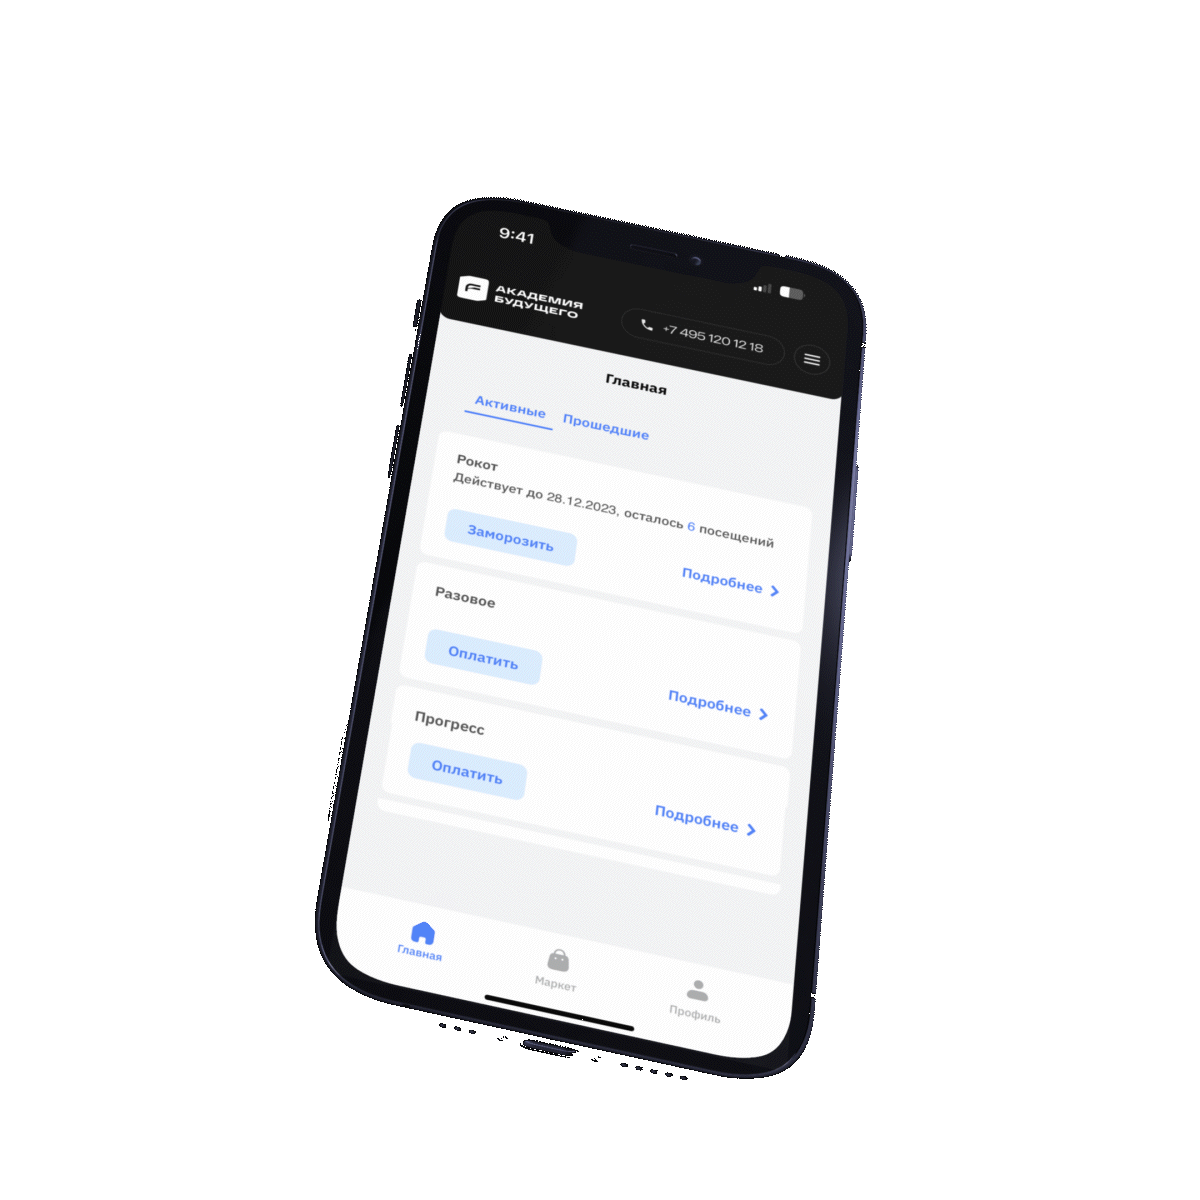 9:41
АКАДЕМИЯ
БУДУЩЕГО
+7 495 120 12 18
Главная
Активные Прошедшие
Рокот
Действует до 28.12.2023, осталось 6 посещений
Заморозить
Подробнее
Разовое
Оплатить
Подробнее
Прогресс
Оплатить
Подробнее
Главная
Маркет
Профиль